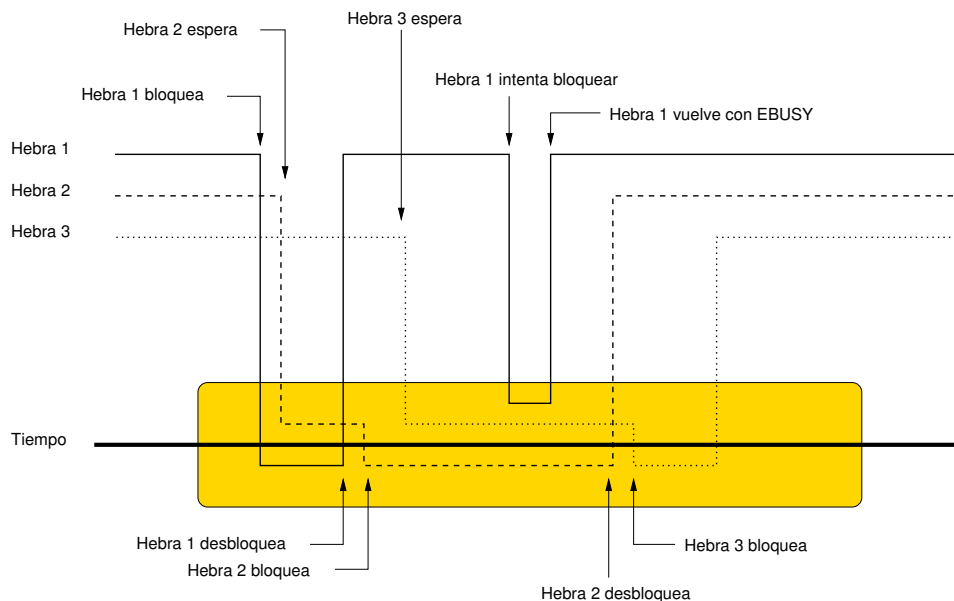 Hebra 2 espera
Hebra 3 espera
Hebra 1 intenta bloquear
Hebra 1 bloquea
Hebra 1 vuelve con EBUSY
Hebra 1
Hebra 2
Hebra 3
Tiempo
Hebra 1 desbloquea
Hebra 3 bloquea
Hebra 2 bloquea
Hebra 2 desbloquea